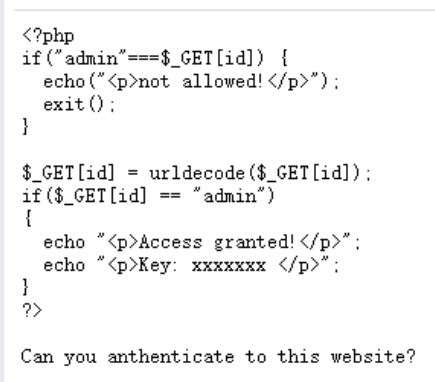 <?php
if("admin"===$_GET[id]) {
echo("<p>not allowed!</p>");
exit();
}
$_GET[id] = urldecode($_GET[id]);
if($_GET[id] == "admin")
{
echo "<p>Access granted!</p>";
echo "<p>Key: xxxxxxx </p>";
}
?>
Can you anthenticate to this website?